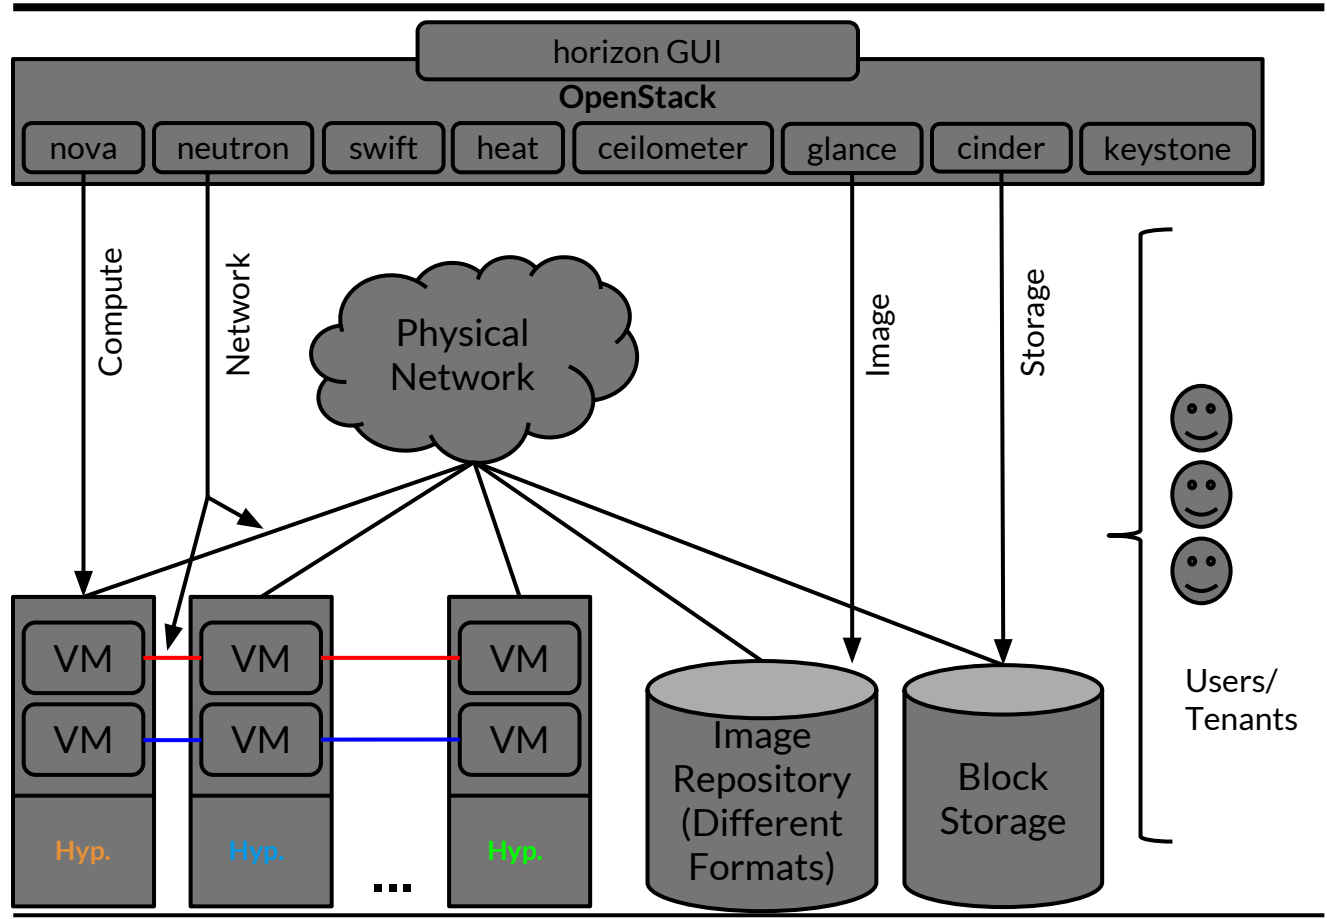 horizon GUI
OpenStack
nova neutron swift heat ceilometer glance cinder keystone
Compute
Network
Physical
Network
Image
Storage
VM VM VM
VM VM VM
Hyp. Hyp. Hyp.
...
Image
Repository
(Different
Formats)
Block
Storage
Users/
Tenants